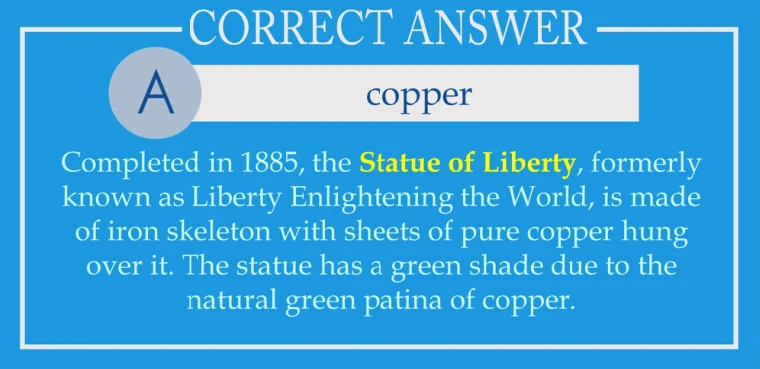 CORRECT ANSWER
A
copper
Completed in 1885, the Statue of Liberty, formerly
known as Liberty Enlightening the World, is made
of iron skeleton with sheets of pure copper hung
over it. The statue has a green shade due to the
natural green patina of copper.